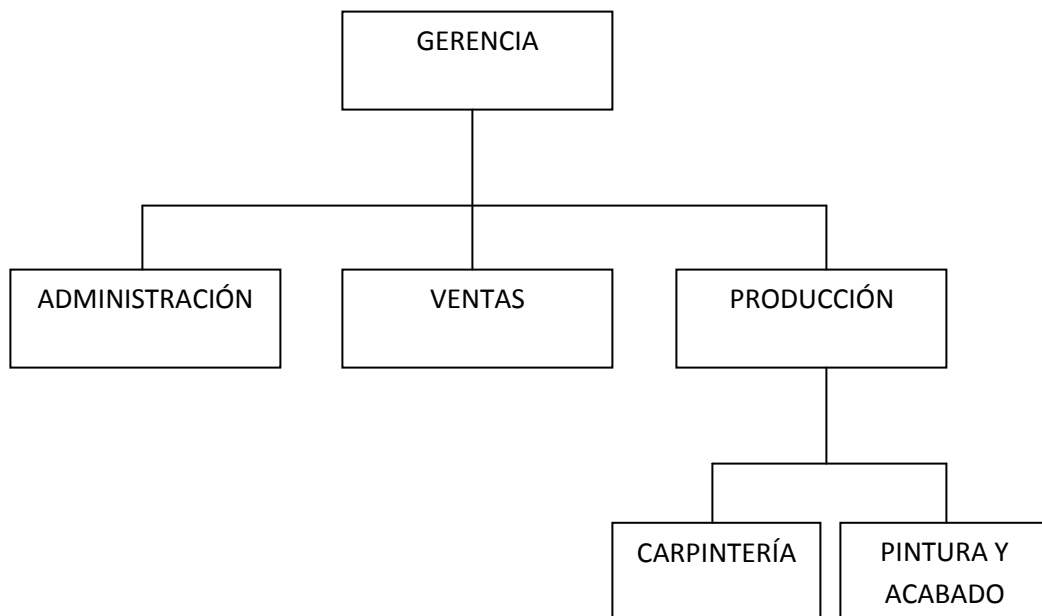 GERENCIA
ADMINISTRACIÓN
VENTAS
PRODUCCIÓN
CARPINTERÍA
PINTURA Y
ACABADO